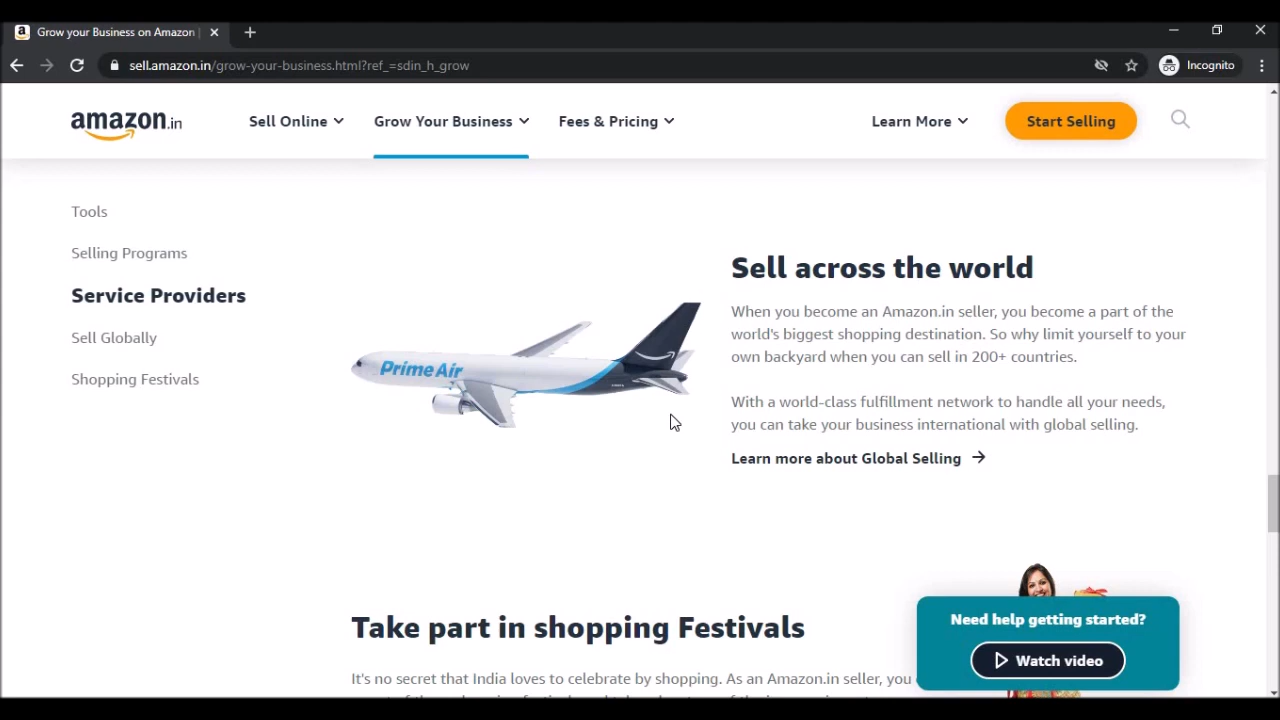 Grow your Business on Amazon
sell.amazon.in/grow-your-business.html?ref_=sdin_h_grow
Incognito
amazon.in
Sell Online
Grow Your Business
Fees & Pricing
Learn More
Start Selling
Tools
Selling Programs
Service Providers
Sell Globally
Shopping Festivals
Prime Air
Sell across the world
When you become an Amazon.in seller, you become a part of the
world's biggest shopping destination. So why limit yourself to your
own backyard when you can sell in 200+ countries.
With a world-class fulfillment network to handle all your needs,
you can take your business international with global selling.
Learn more about Global Selling
Take part in shopping Festivals
It's no secret that India loves to celebrate by shopping. As an Amazon.in seller, you
Need help getting started?
Watch video